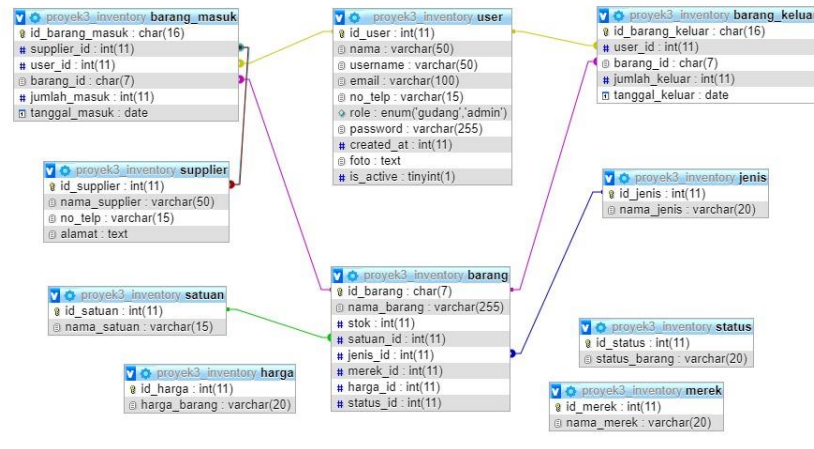 proyek3_inventory barang_masuk
id_barang_masuk : char(16)
supplier_id : int(11)
user_id : int(11)
barang_id : char(7)
jumlah_masuk : int(11)
tanggal_masuk : date
proyek3_inventory user
id_user : int(11)
nama : varchar(50)
username : varchar(50)
email : varchar(100)
no_telp : varchar(15)
role : enum('gudang','admin')
password : varchar(255)
created_at : int(11)
foto : text
is_active : tinyint(1)
proyek3_inventory barang_keluar
id_barang_keluar : char(16)
user_id : int(11)
barang_id : char(7)
jumlah_keluar : int(11)
tanggal_keluar : date
proyek3_inventory supplier
id_supplier : int(11)
nama_supplier : varchar(50)
no_telp : varchar(15)
alamat : text
proyek3_inventory jenis
id_jenis : int(11)
nama_jenis : varchar(20)
proyek3_inventory satuan
id_satuan : int(11)
nama_satuan : varchar(15)
proyek3_inventory barang
id_barang : char(7)
nama_barang : varchar(255)
stok : int(11)
satuan_id : int(11)
jenis_id : int(11)
merek_id : int(11)
harga_id : int(11)
status_id : int(11)
proyek3_inventory status
id_status : int(11)
status_barang : varchar(20)
proyek3_inventory harga
id_harga : int(11)
harga_barang : varchar(20)
proyek3_inventory merek
id_merek : int(11)
nama_merek : varchar(20)